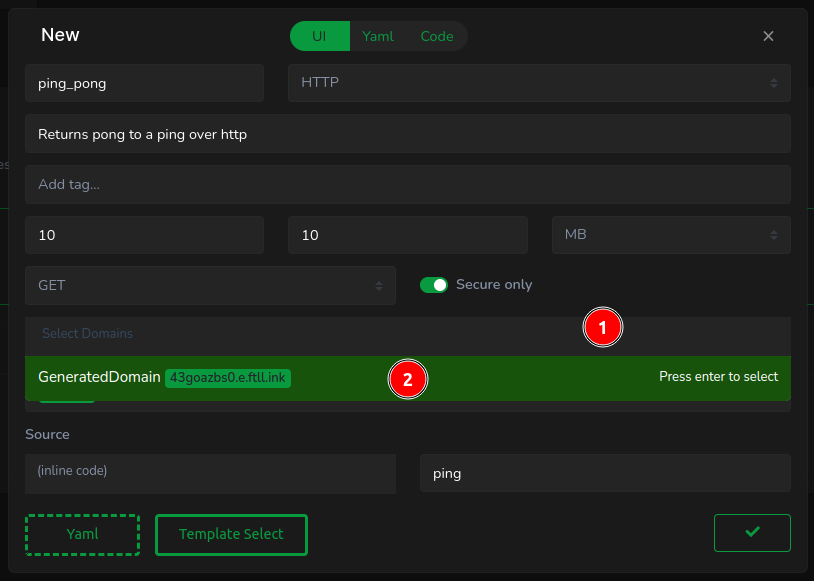 New
UI Yaml Code ×
ping_pong HTTP
Returns pong to a ping over http
Add tag...
10 10 MB
GET Secure only
Select Domains 1
GeneratedDomain 43goazbs0.e.ftll.ink 2 Press enter to select
Source
(inline code) ping
Yaml Template Select